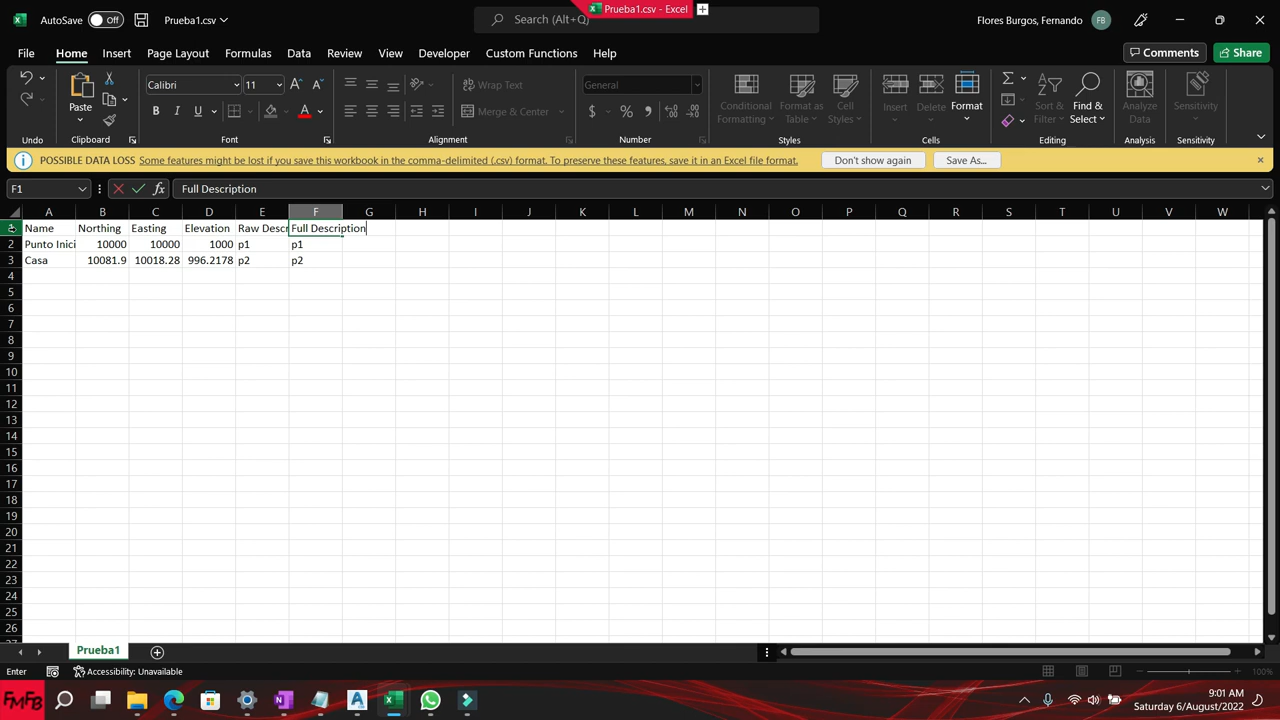 AutoSave Off Prueba1.csv Search (Alt+Q) Prueba1.csv - Excel Flores Burgos, Fernando FB
File Home Insert Page Layout Formulas Data Review View Developer Custom Functions Help Comments Share
Calibri 11 Wrap Text General
Paste Merge & Center $ % Conditional Formatting Format as Table Cell Styles Insert Delete Format Sort & Filter Find & Select Analyze Data Sensitivity
Undo Clipboard Font Alignment Number Styles Cells Editing Analysis Sensitivity
POSSIBLE DATA LOSS Some features might be lost if you save this workbook in the comma-delimited (.csv) format. To preserve these features, save it in an Excel file format. Don't show again Save As...
F1 fx Full Description
A B C D E F G H I J K L M N O P Q R S T U V W
Name Northing Easting Elevation Raw Descr Full Description
2 Punto Inici 10000 10000 1000 p1 p1
3 Casa 10081.9 10018.28 996.2178 p2 p2
4
5
6
7
8
9
10
11
12
13
14
15
16
17
18
19
20
21
22
23
24
25
26
Prueba1
Enter Accessibility: Unavailable 100%
FMFB 9:01 AM
Saturday 6/August/2022